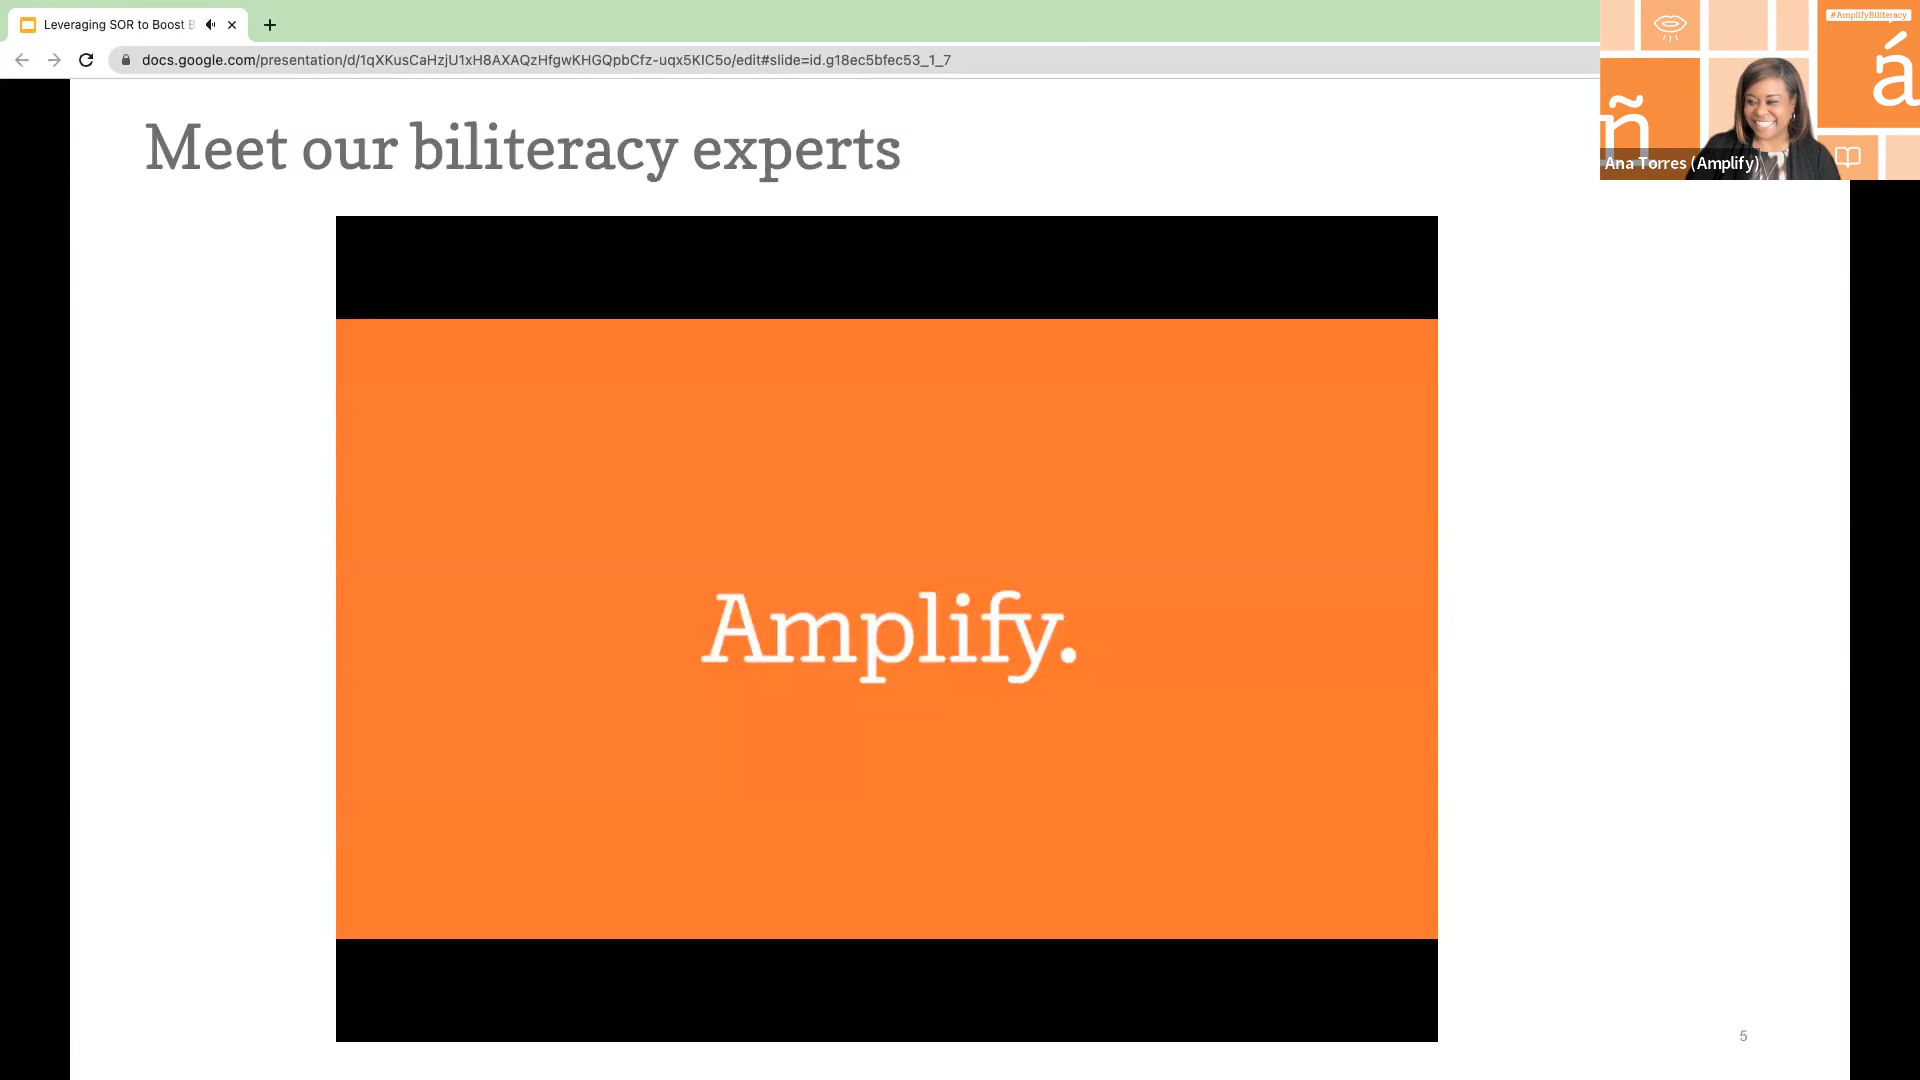 Leveraging SOR to Boost B
docs.google.com/presentation/d/1qXKusCaHzjU1xH8AXAQzHfgwKHGQpbCfz-uqx5KIC5o/edit#slide=id.g18ec5bfec53_1_7
#AmplifyBiliteracy
ñ
á
Ana Torres (Amplify)
Meet our biliteracy experts
Amplify.
5